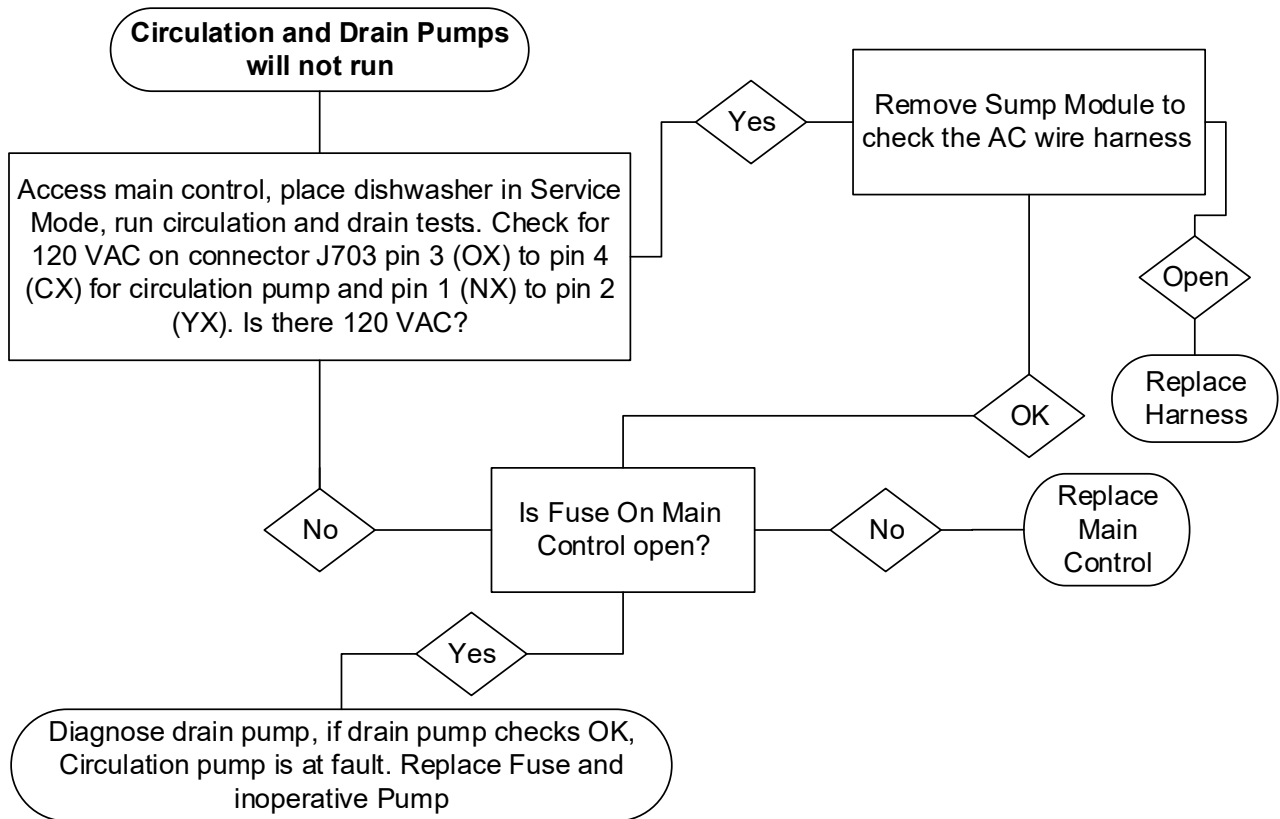 Circulation and Drain Pumps
will not run
Access main control, place dishwasher in Service
Mode, run circulation and drain tests. Check for
120 VAC on connector J703 pin 3 (OX) to pin 4
(CX) for circulation pump and pin 1 (NX) to pin 2
(YX). Is there 120 VAC?
Yes
Remove Sump Module to
check the AC wire harness
Open
Replace
Harness
OK
No
Is Fuse On Main
Control open?
No
Replace
Main
Control
Yes
Diagnose drain pump, if drain pump checks OK,
Circulation pump is at fault. Replace Fuse and
inoperative Pump